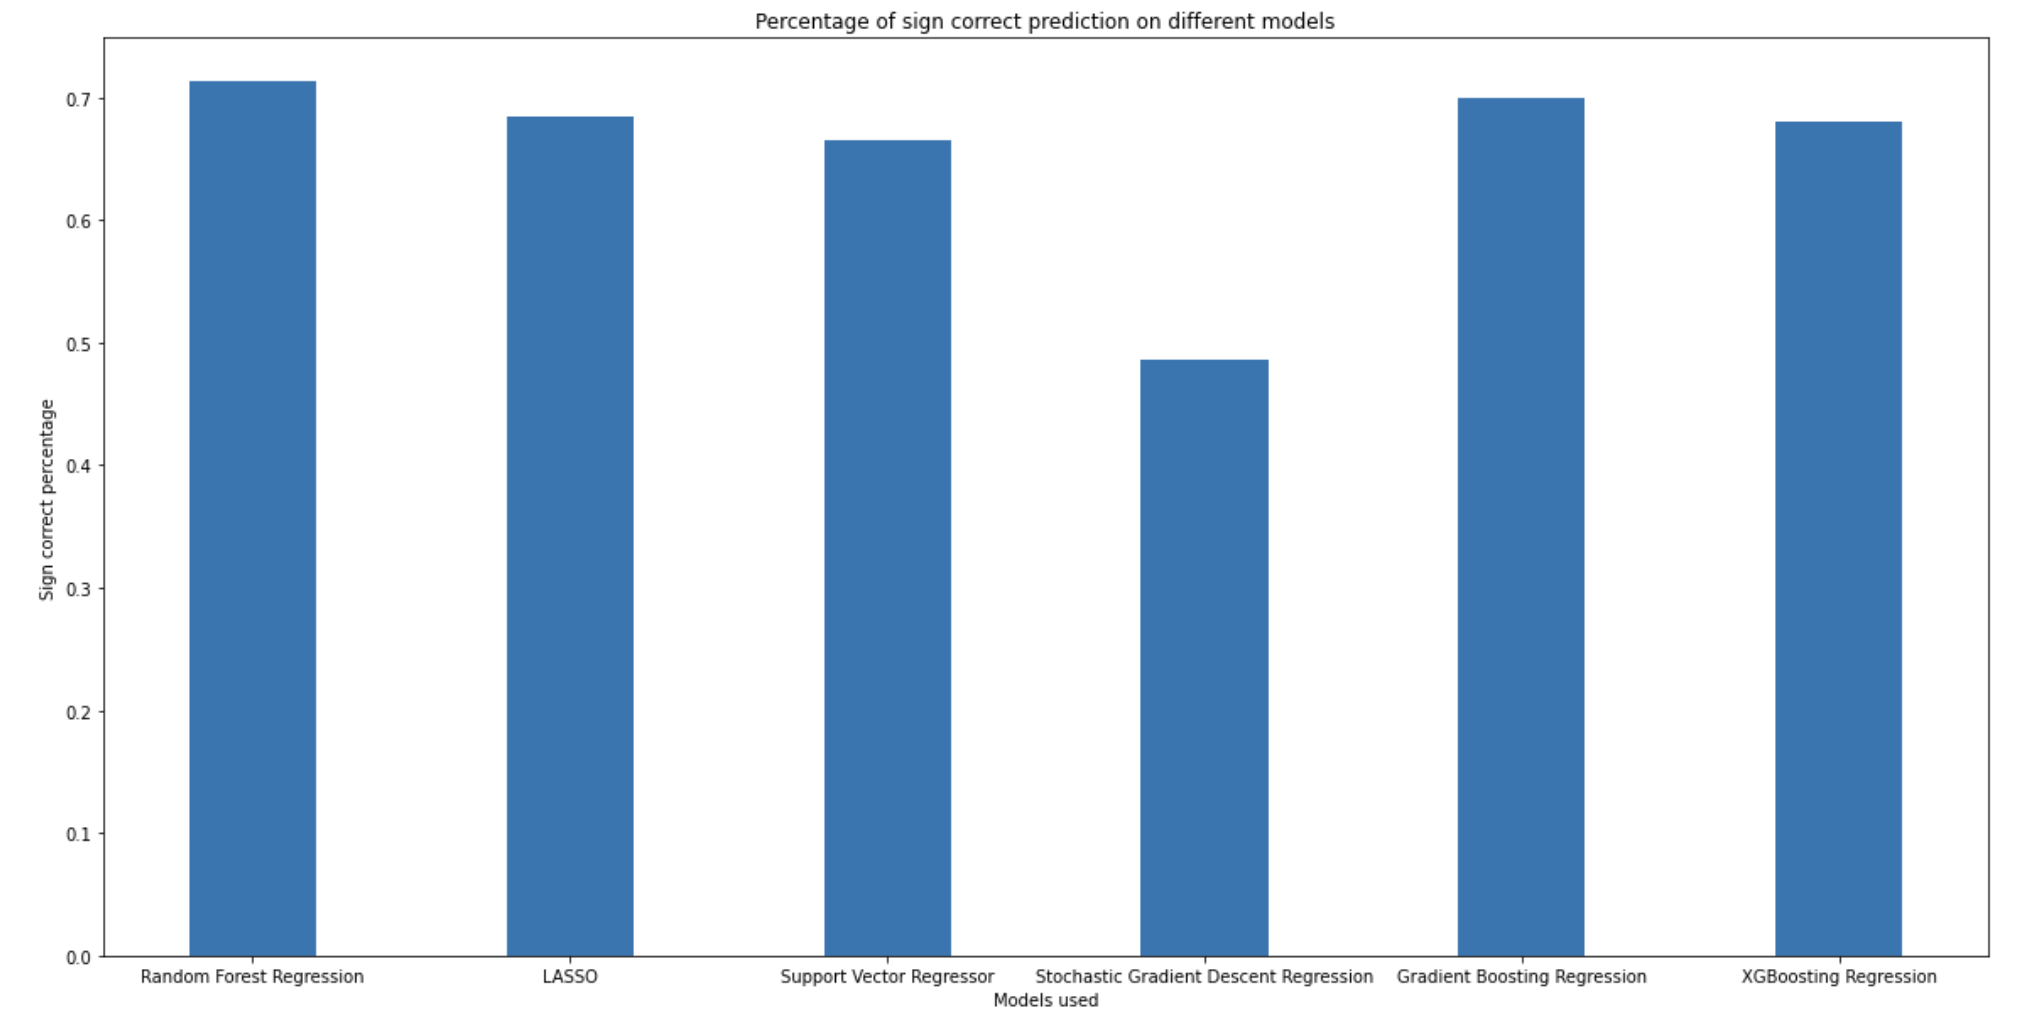 Percentage of sign correct prediction on different models
Sign correct percentage
0.7
0.6
0.5
0.4
0.3
0.2
0.1
0.0
Random Forest Regression LASSO Support Vector Regressor Stochastic Gradient Descent Regression Gradient Boosting Regression XGBoosting Regression
Models used